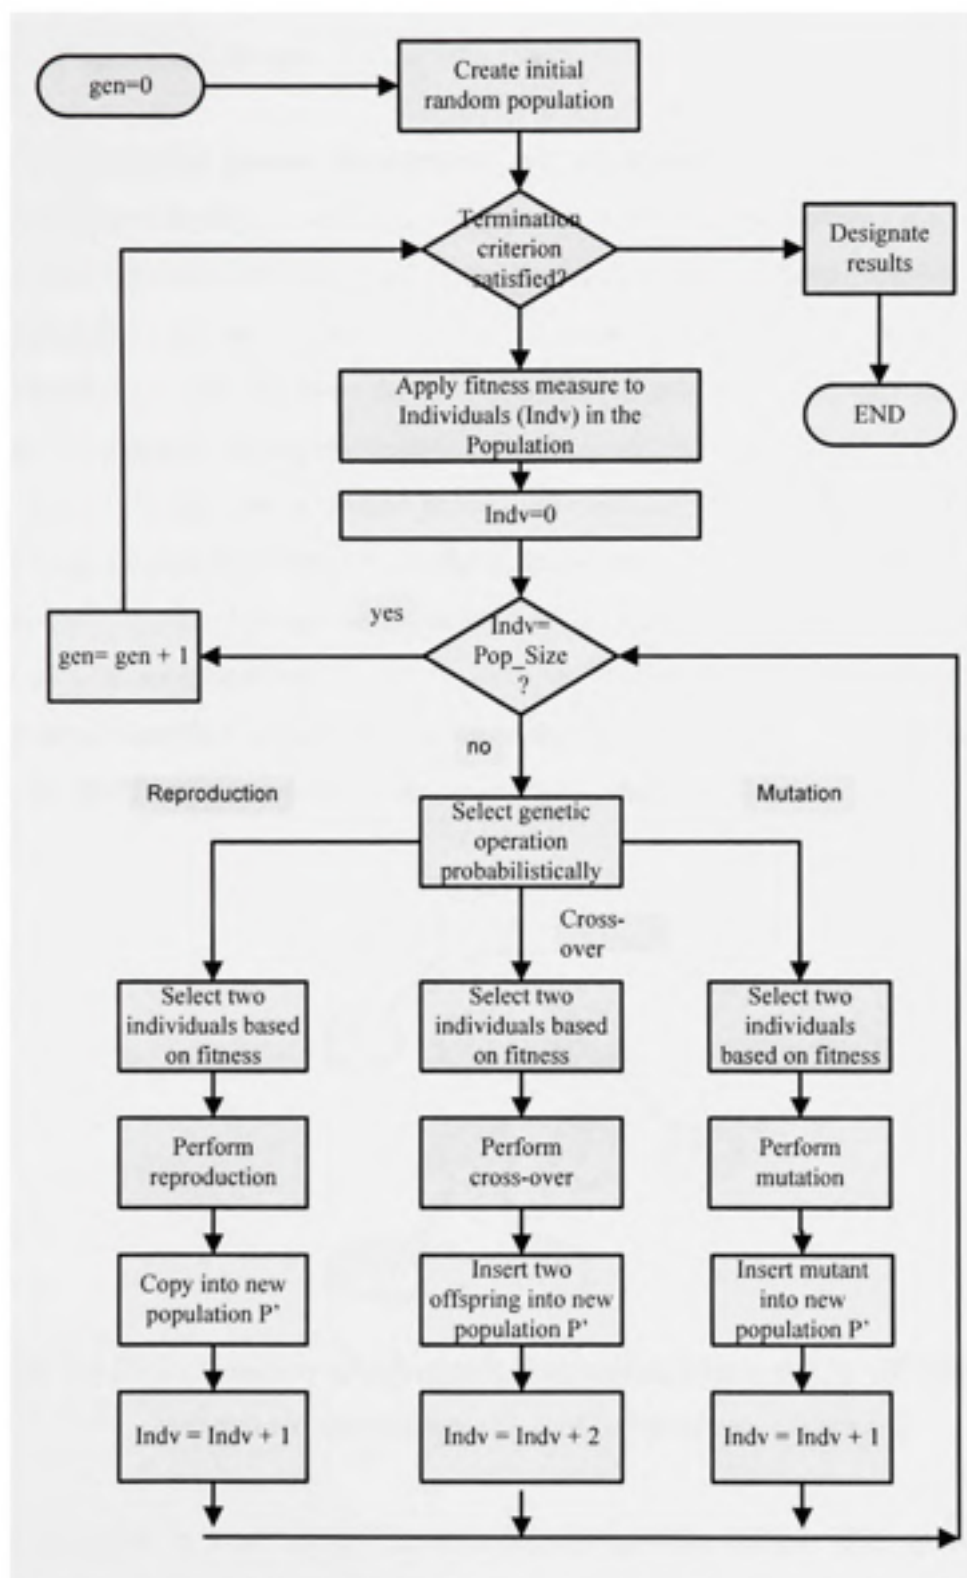 gen=0
Create initial
random population
Termination
criterion
satisfied?
Designate
results
END
Apply fitness measure to
Individuals (Indv) in the
Population
Indv=0
yes
Indv=
Pop_Size
?
gen= gen + 1
no
Reproduction
Mutation
Select genetic
operation
probabilistically
Cross-
over
Select two
individuals based
on fitness
Select two
individuals based
on fitness
Select two
individuals
based on fitness
Perform
reproduction
Perform
cross-over
Perform
mutation
Copy into new
population P'
Insert two
offspring into new
population P'
Insert mutant
into new
population P'
Indv = Indv + 1
Indv = Indv + 2
Indv = Indv + 1